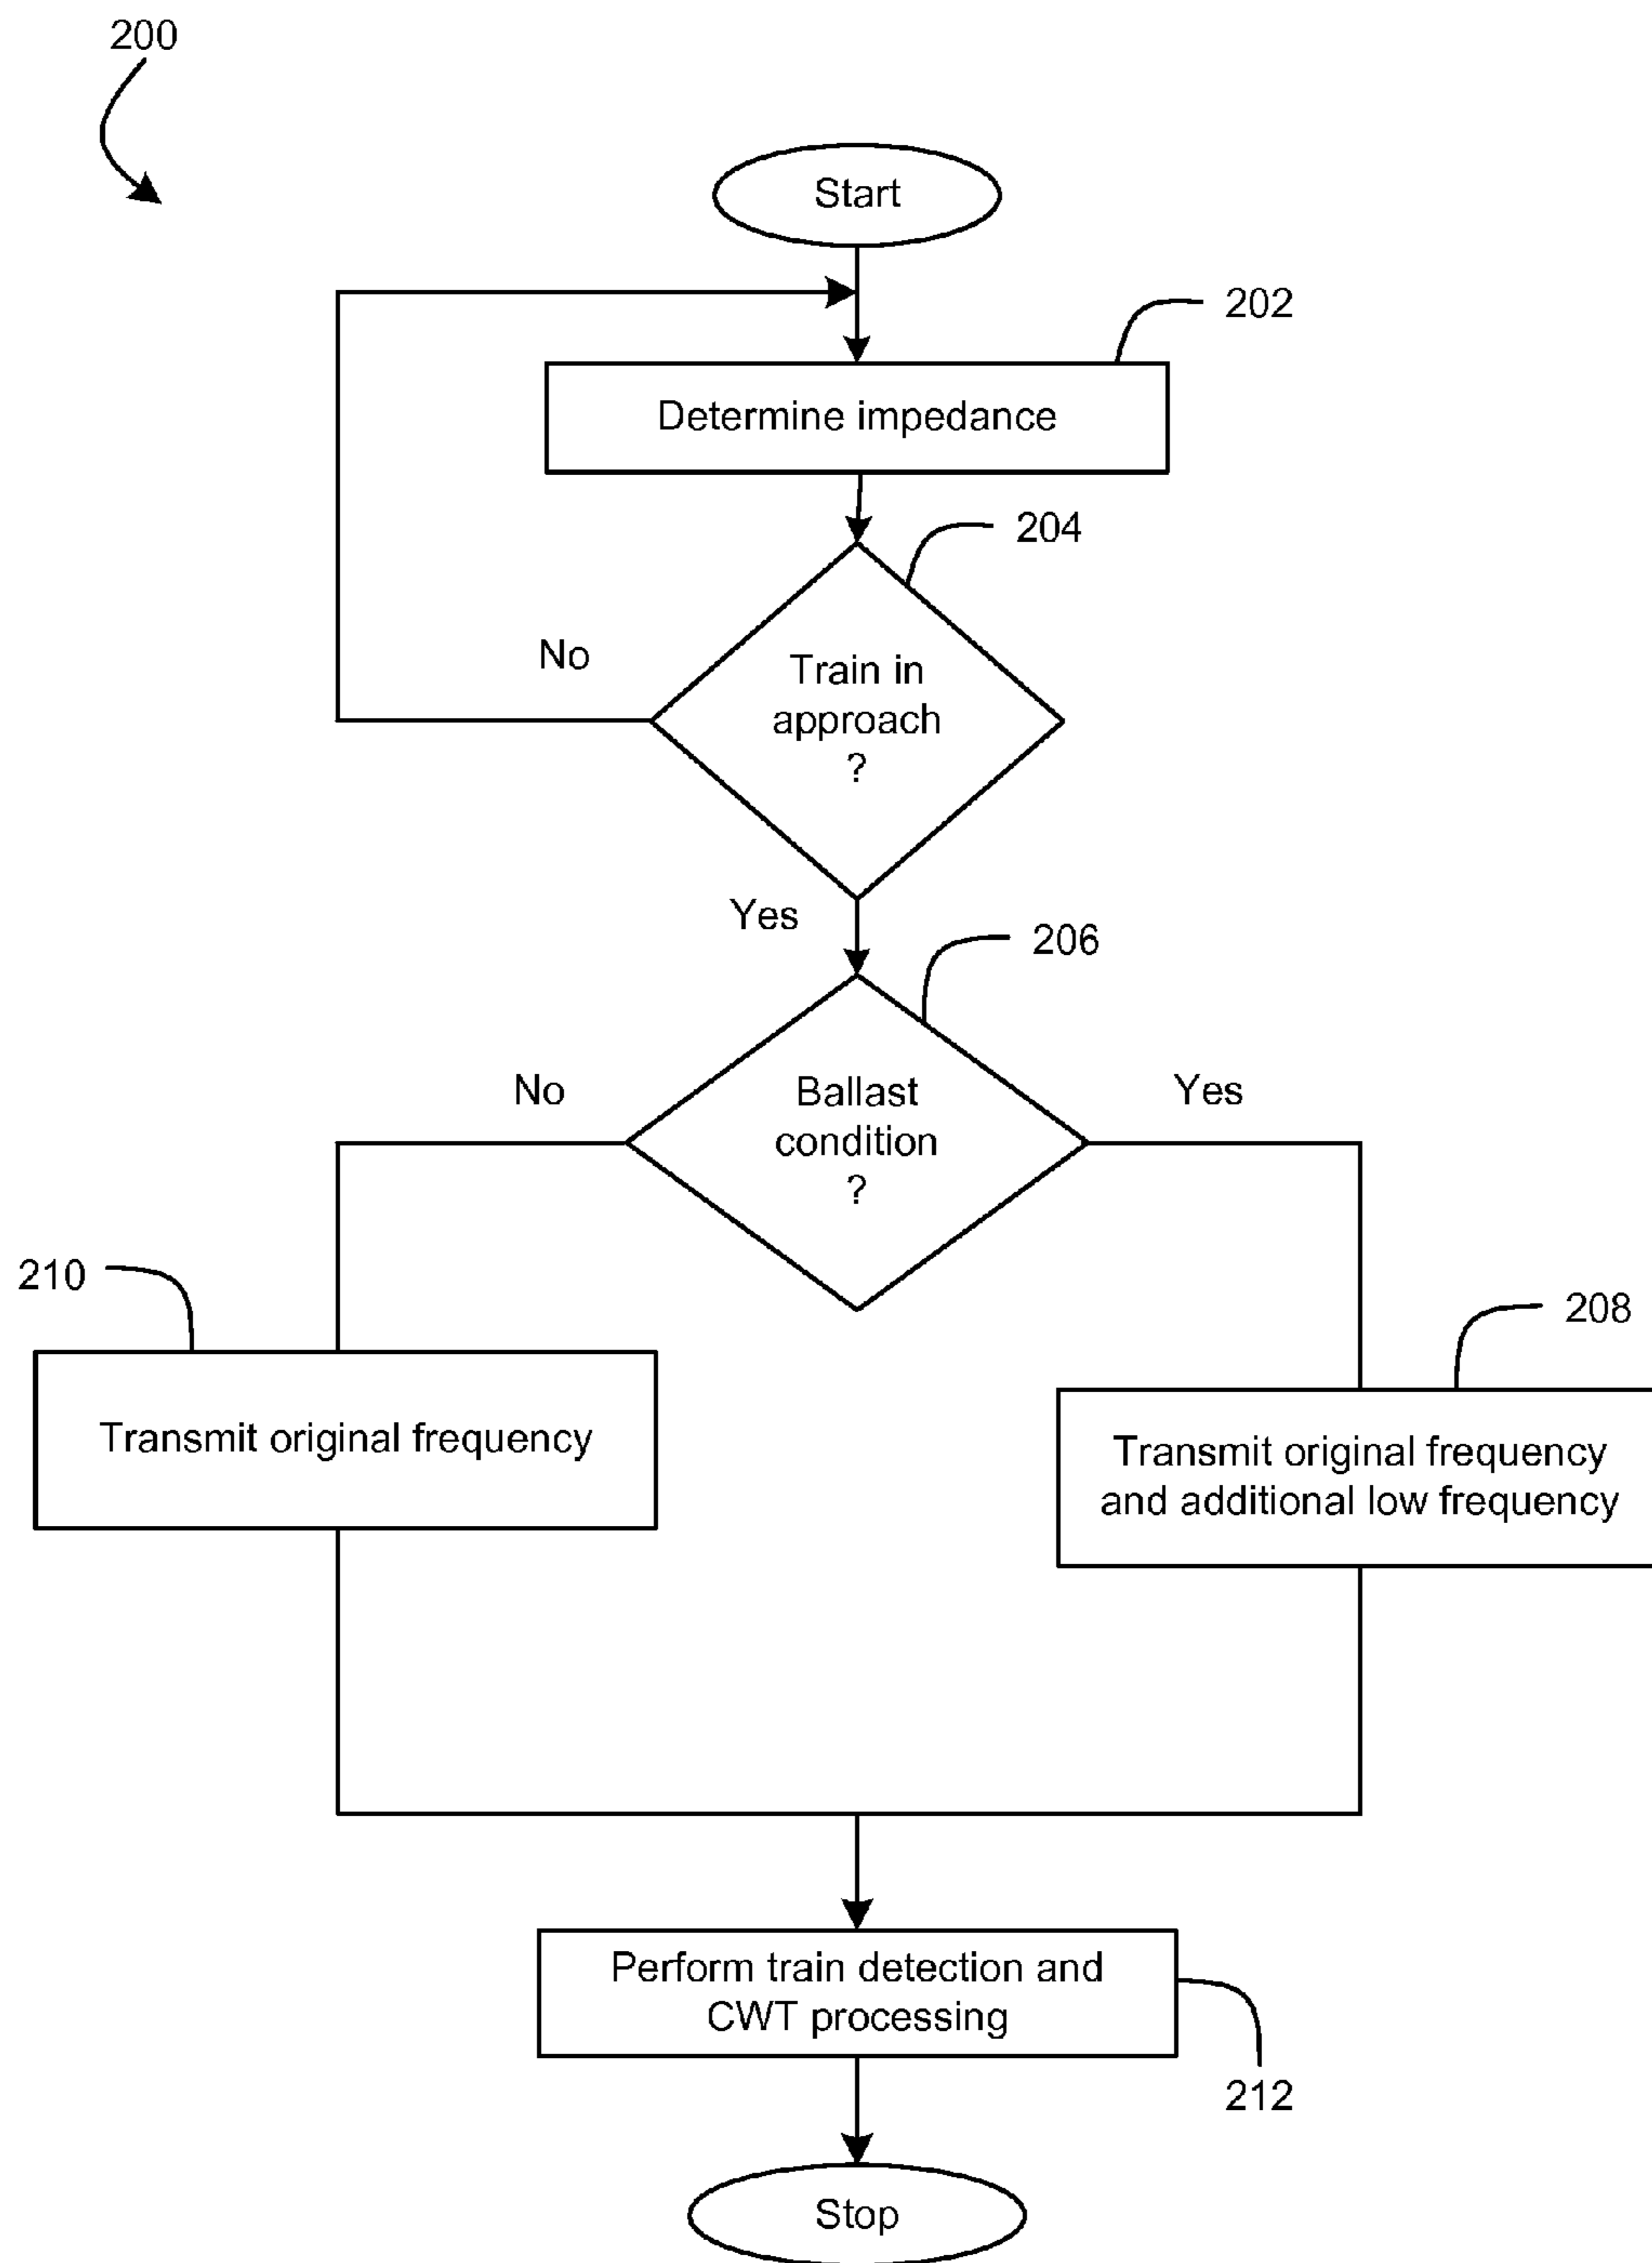 200
Start
202
Determine impedance
204
No
Train in
approach
?
Yes
206
No
Ballast
condition
?
Yes
210
208
Transmit original frequency
Transmit original frequency
and additional low frequency
Perform train detection and
CWT processing
212
Stop